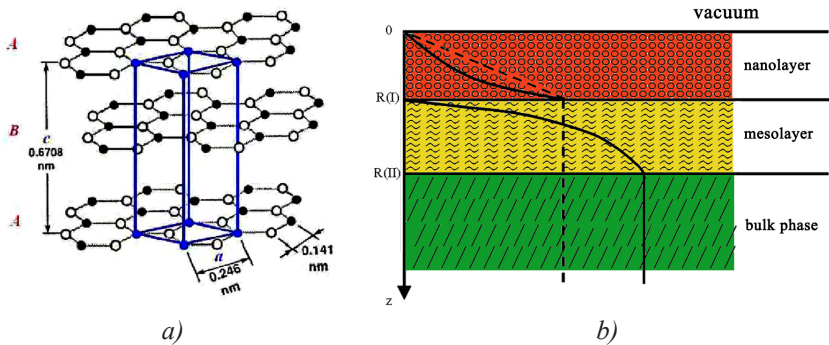 A
B
A
c
0.6708
nm
a
0.246
nm
0.141
nm
a)
vacuum
0
nanolayer
R(I)
mesolayer
R(II)
bulk phase
z
b)